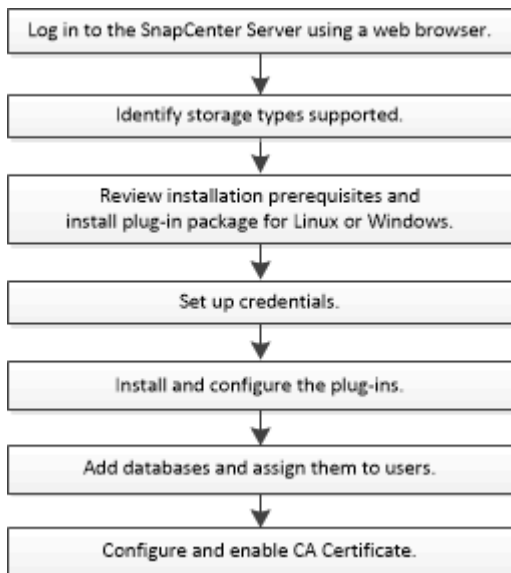 Log in to the SnapCenter Server using a web browser.
Identify storage types supported.
Review installation prerequisites and
install plug-in package for Linux or Windows.
Set up credentials.
Install and configure the plug-ins.
Add databases and assign them to users.
Configure and enable CA Certificate.